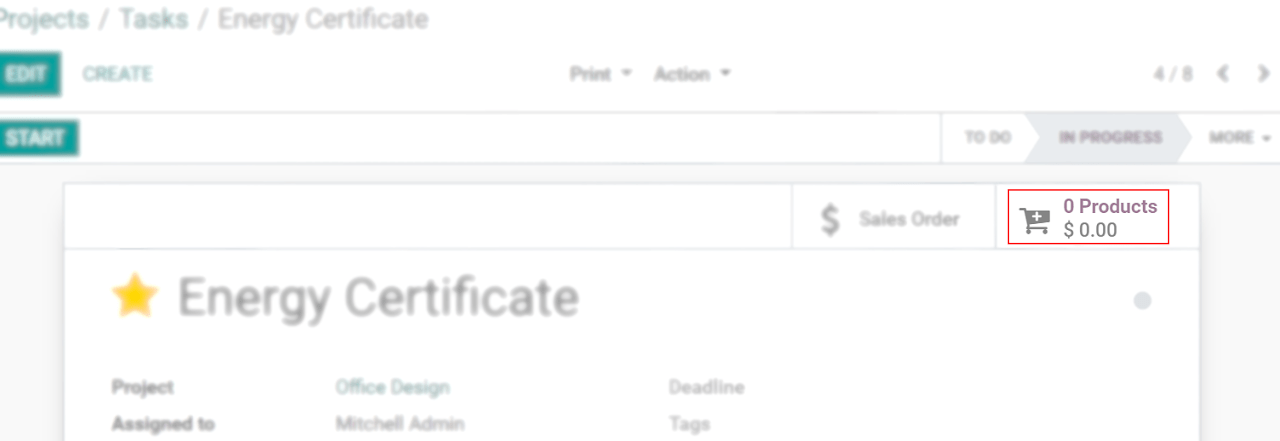 Projects / Tasks / Energy Certificate
EDIT CREATE Print Action 4 / 8
START TO DO IN PROGRESS MORE
Sales Order 0 Products
$ 0.00
Energy Certificate
Project Office Design Deadline
Assigned to Mitchell Admin Tags